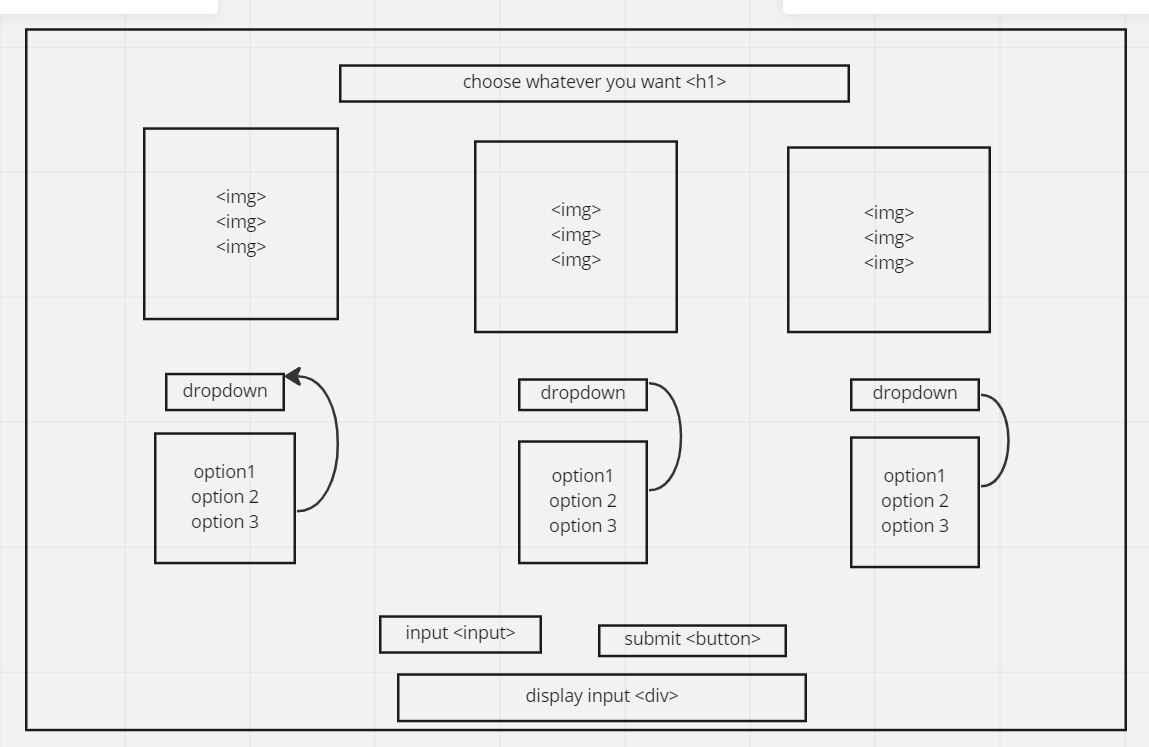 choose whatever you want <h1>
<img>
<img>
<img>
<img>
<img>
<img>
<img>
<img>
<img>
dropdown
dropdown
dropdown
option1
option 2
option 3
option1
option 2
option 3
option1
option 2
option 3
input <input>
submit <button>
display input <div>